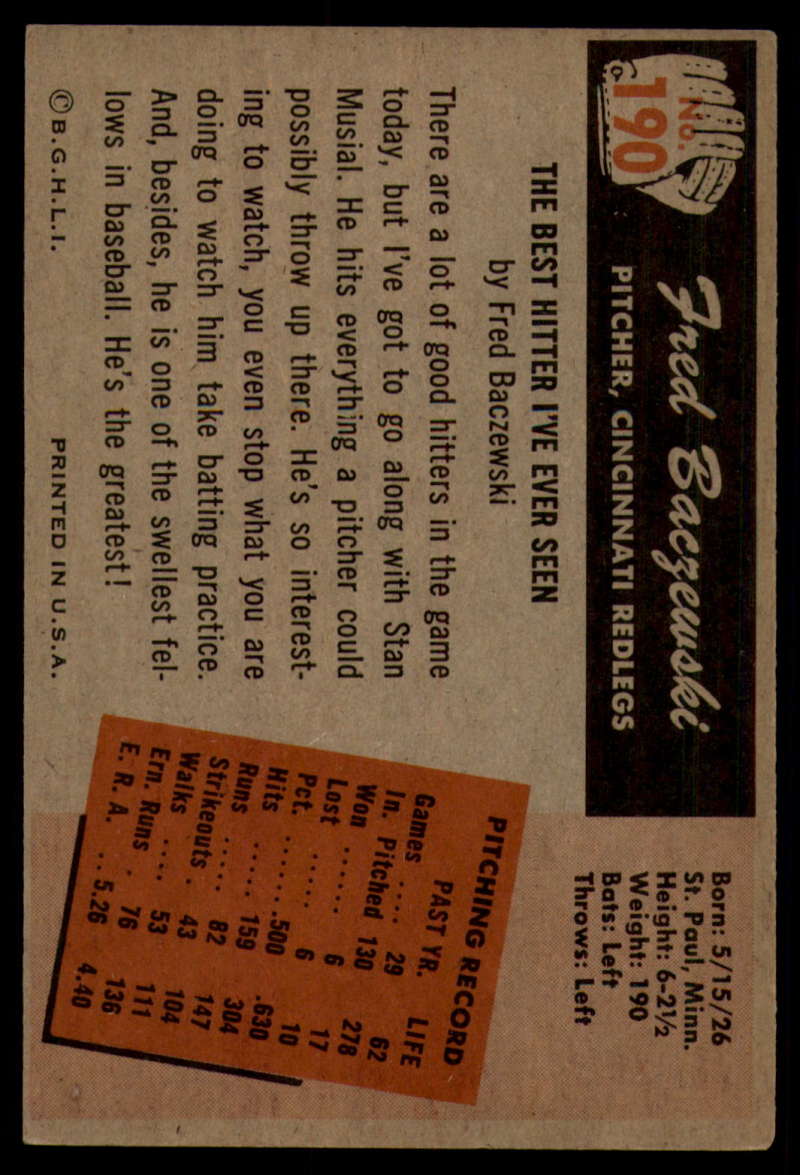 No. 190
Fred Baczewski
PITCHER, CINCINNATI REDLEGS
Born: 5/15/26
St. Paul, Minn.
Height: 6-2½
Weight: 190
Bats: Left
Throws: Left
THE BEST HITTER I'VE EVER SEEN
by Fred Baczewski
There are a lot of good hitters in the game
today, but I've got to go along with Stan
Musial. He hits everything a pitcher could
possibly throw up there. He's so interest-
ing to watch, you even stop what you are
doing to watch him take batting practice.
And, besides, he is one of the swellest fel-
lows in baseball. He's the greatest!
© B.G.H.L.I. PRINTED IN U.S.A.
PITCHING RECORD
PAST YR. LIFE
Games .... 29 62
In. Pitched 130 278
Won ...... 6 17
Lost ...... 6 10
Pct. .......500 .630
Hits ..... 159 304
Runs ..... 82 147
Strikeouts . 43 104
Walks .... 53 111
Ern. Runs . 76 136
E. R. A. ..5.26 4.40